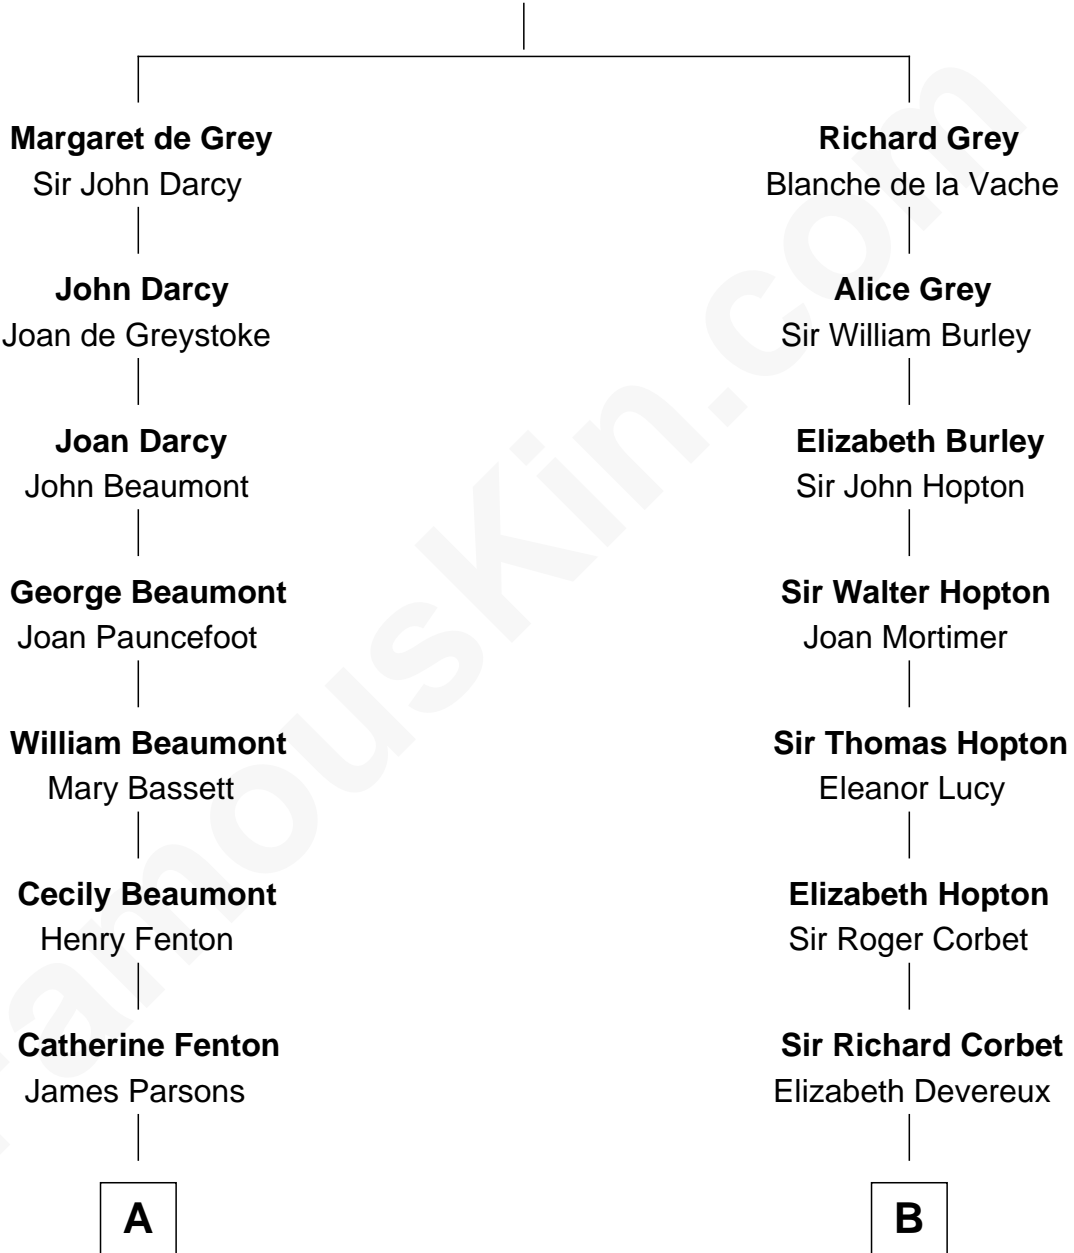 Margaret de Grey
Sir John Darcy
Richard Grey
Blanche de la Vache
John Darcy
Joan de Greystoke
Alice Grey
Sir William Burley
Joan Darcy
John Beaumont
Elizabeth Burley
Sir John Hopton
George Beaumont
Joan Pauncefoot
Sir Walter Hopton
Joan Mortimer
William Beaumont
Mary Bassett
Sir Thomas Hopton
Eleanor Lucy
Cecily Beaumont
Henry Fenton
Elizabeth Hopton
Sir Roger Corbet
Catherine Fenton
James Parsons
Sir Richard Corbet
Elizabeth Devereux
A
B
FamousKin.com